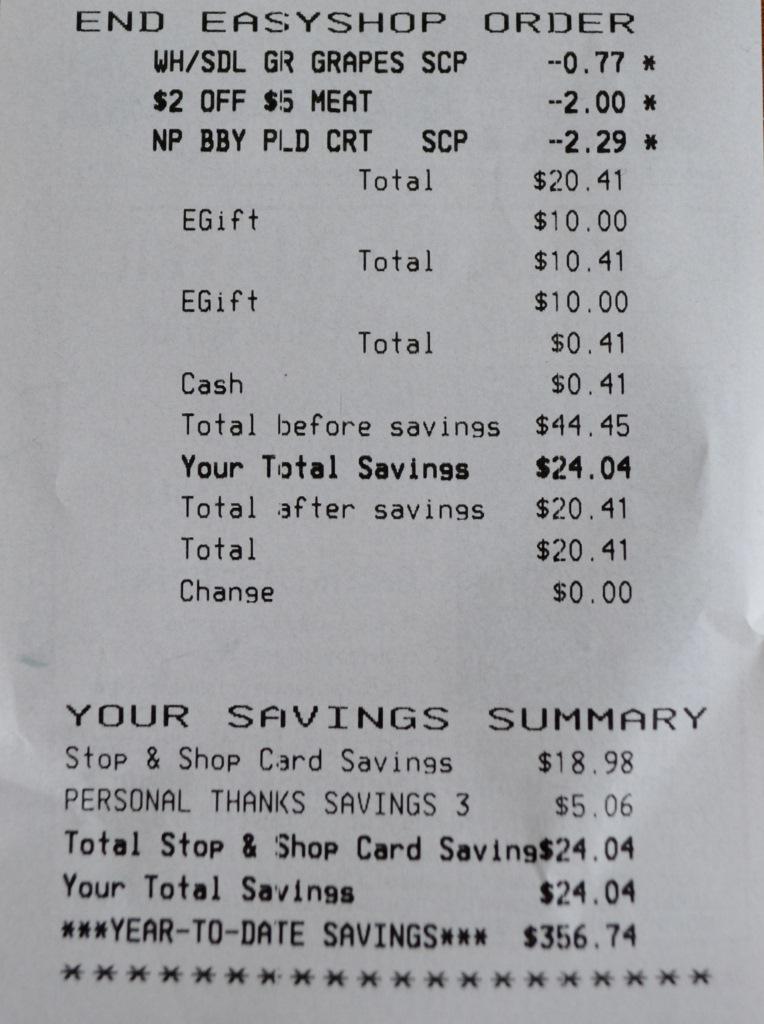 END EASYSHOP ORDER
WH/SDL GR GRAPES SCP --0.77 *
$2 OFF $5 MEAT --2.00 *
NP BBY PLD CRT SCP --2.29 *
Total $20.41
EGift $10.00
Total $10.41
EGift $10.00
Total $0.41
Cash $0.41
Total before savings $44.45
Your Total Savings $24.04
Total after savings $20.41
Total $20.41
Change $0.00
YOUR SAVINGS SUMMARY
Stop & Shop Card Savings $18.98
PERSONAL THANKS SAVINGS 3 $5.06
Total Stop & Shop Card Saving$24.04
Your Total Savings $24.04
***YEAR-TO-DATE SAVINGS*** $356.74
* * * * * * * * * * * * * * * * * * * *